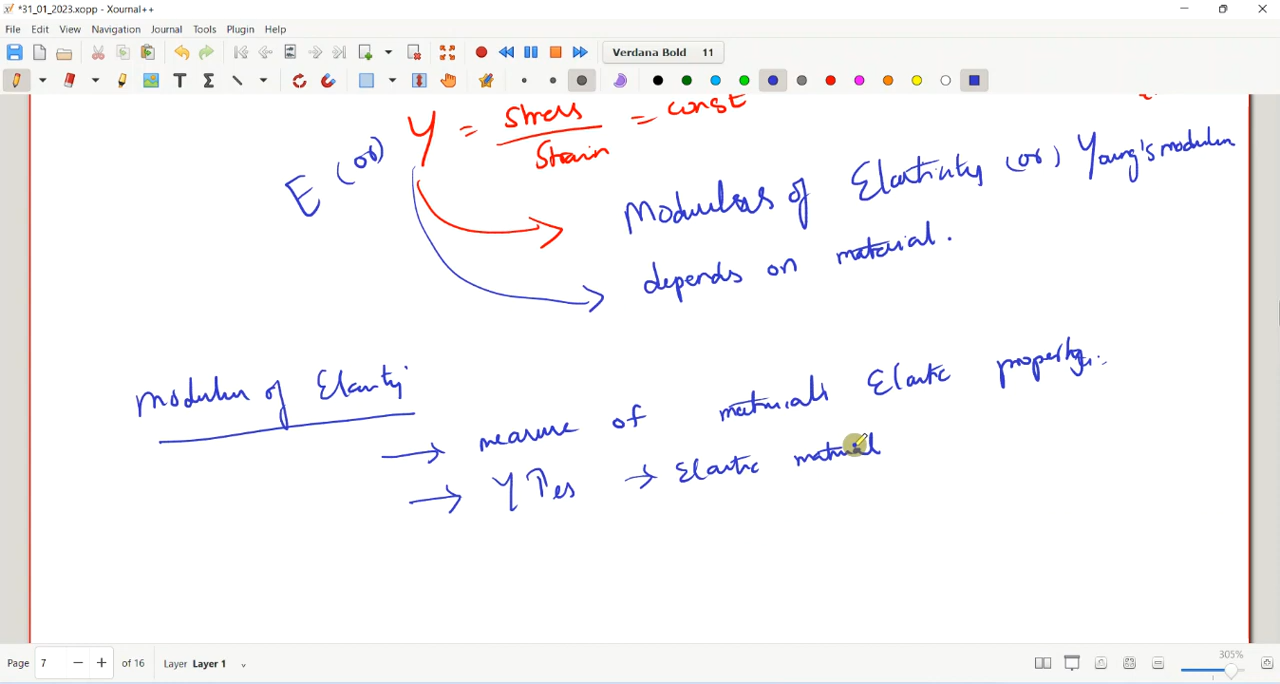 *31_01_2023.xopp - Xournal++
File Edit View Navigation Journal Tools Plugin Help
Verdana Bold 11
E (or) Y = Stress / Strain = const
Modulus of Elasticity (or) Young's modulus
depends on material.
Modulus of Elasticity
→ measure of materials Elastic property:-
→ Y ↑es → Elastic material
Page 7 of 16 Layer Layer 1
305%